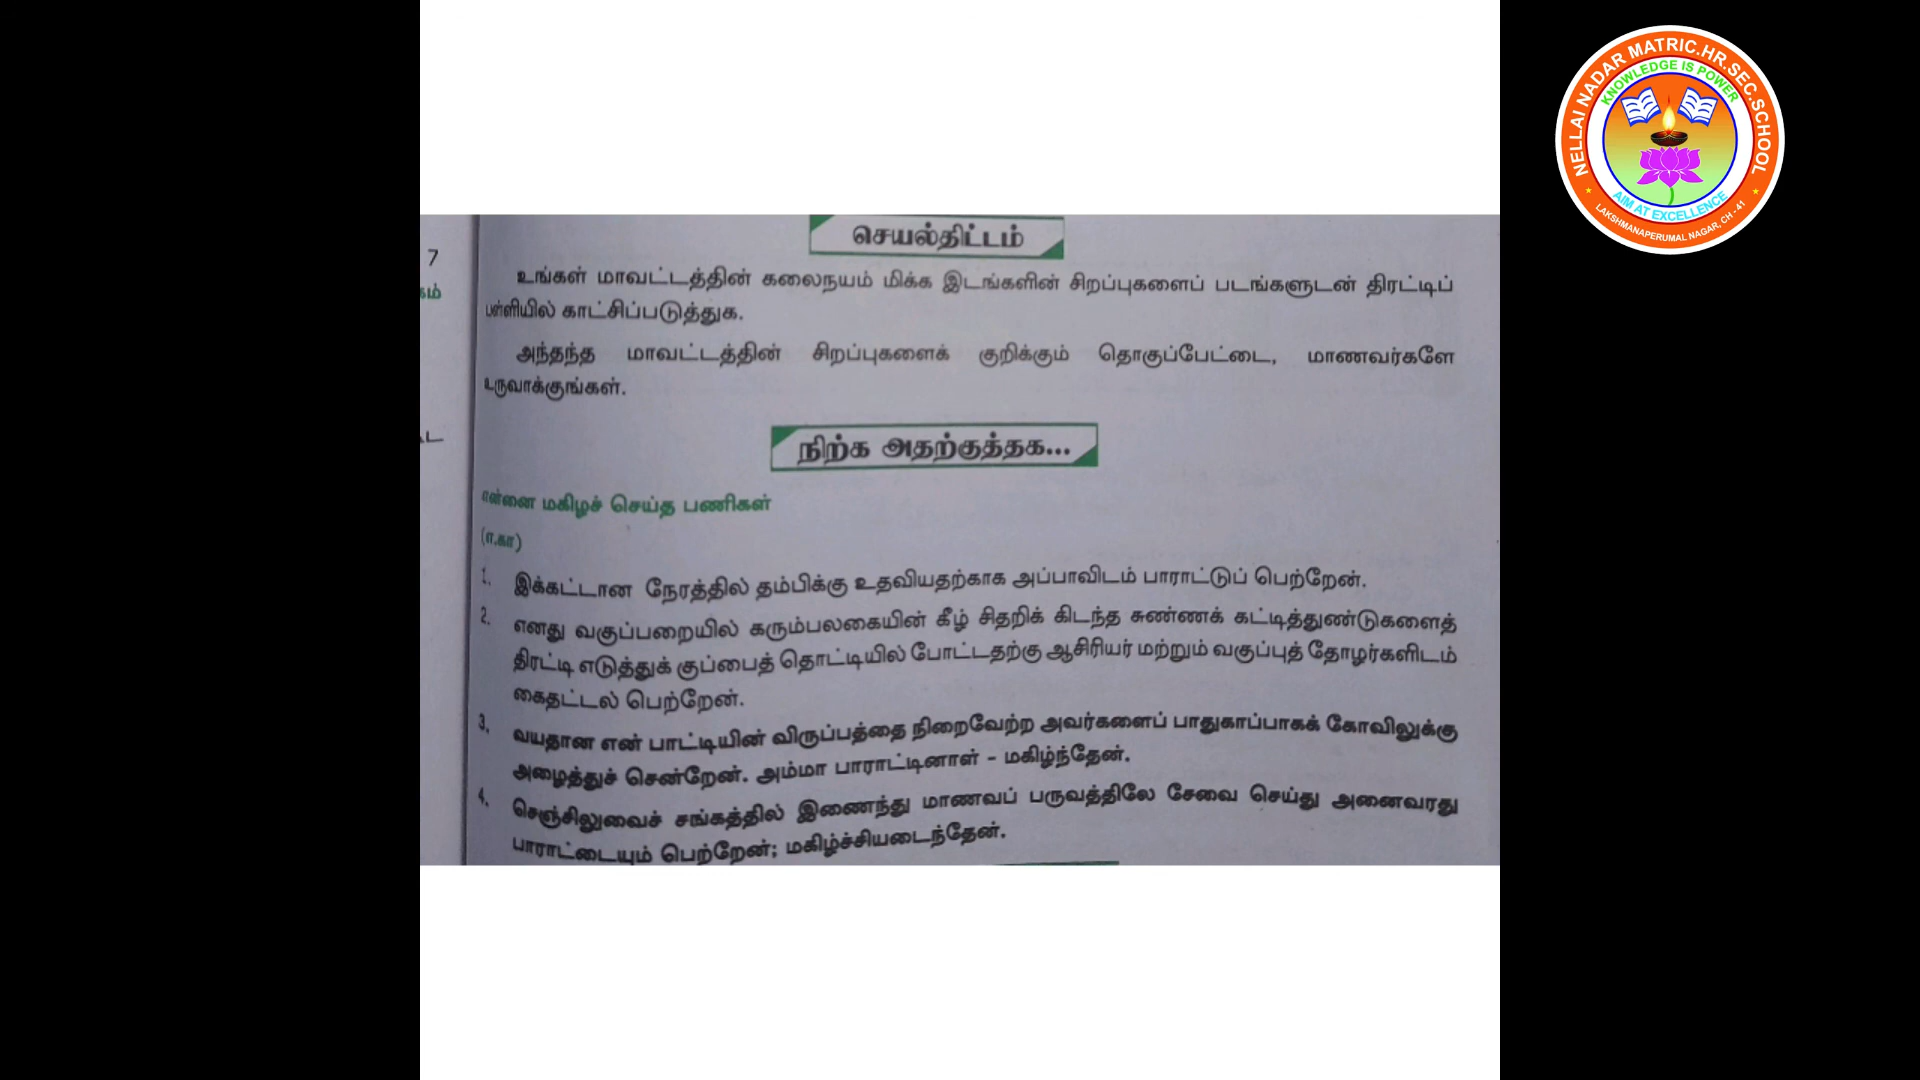 NELLAI NADAR MATRIC.HR.SEC.SCHOOL
KNOWLEDGE IS POWER
AIM AT EXCELLENCE
LAKSHMANAPERUMAL NAGAR, CH - 41
7
செயல்திட்டம்
உங்கள் மாவட்டத்தின் கலைநயம் மிக்க இடங்களின் சிறப்புகளைப் படங்களுடன் திரட்டிப்
பள்ளியில் காட்சிப்படுத்துக.
அந்தந்த மாவட்டத்தின் சிறப்புகளைக் குறிக்கும் தொகுப்பேட்டை, மாணவர்களே
உருவாக்குங்கள்.
நிற்க அதற்குத்தக...
என்னை மகிழச் செய்த பணிகள்
(எ.கா)
1. இக்கட்டான நேரத்தில் தம்பிக்கு உதவியதற்காக அப்பாவிடம் பாராட்டுப் பெற்றேன்.
2. எனது வகுப்பறையில் கரும்பலகையின் கீழ் சிதறிக் கிடந்த சுண்ணக் கட்டித்துண்டுகளைத்
திரட்டி எடுத்துக் குப்பைத் தொட்டியில் போட்டதற்கு ஆசிரியர் மற்றும் வகுப்புத் தோழர்களிடம்
கைதட்டல் பெற்றேன்.
3. வயதான என் பாட்டியின் விருப்பத்தை நிறைவேற்ற அவர்களைப் பாதுகாப்பாகக் கோவிலுக்கு
அழைத்துச் சென்றேன். அம்மா பாராட்டினாள் - மகிழ்ந்தேன்.
4. செஞ்சிலுவைச் சங்கத்தில் இணைந்து மாணவப் பருவத்திலே சேவை செய்து அனைவரது
பாராட்டையும் பெற்றேன்; மகிழ்ச்சியடைந்தேன்.